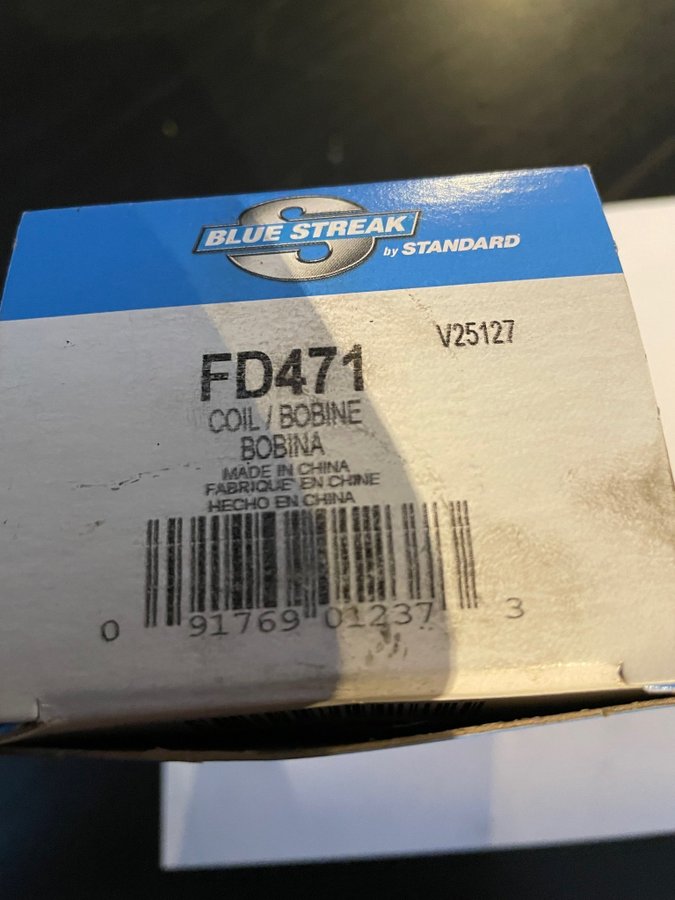 BLUE STREAK
by STANDARD
V25127
FD471
COIL / BOBINE
BOBINA
MADE IN CHINA
FABRIQUE EN CHINE
HECHO EN CHINA
0 91769 01237 3